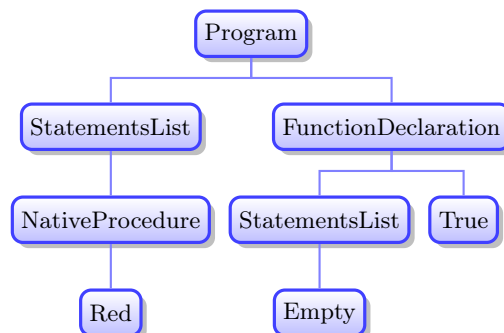 Program
StatementsList FunctionDeclaration
NativeProcedure StatementsList True
Red Empty